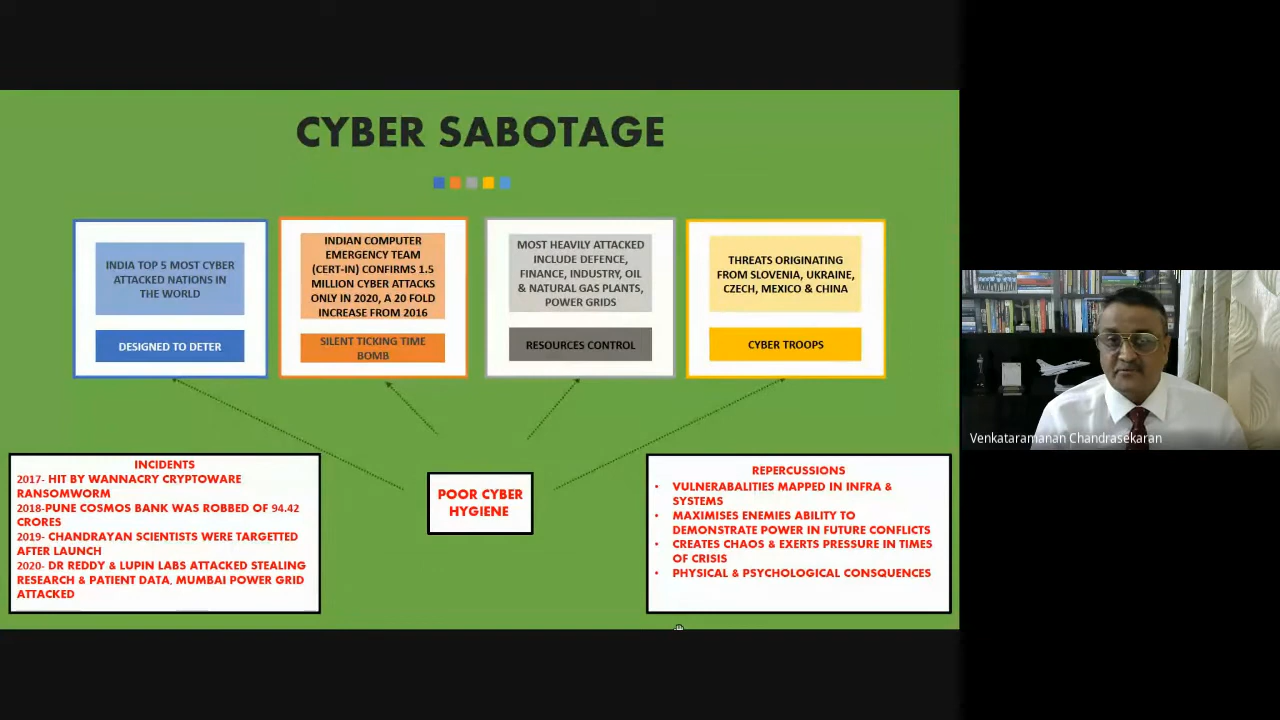 CYBER SABOTAGE
INDIA TOP 5 MOST CYBER
ATTACKED NATIONS IN
THE WORLD
DESIGNED TO DETER
INDIAN COMPUTER
EMERGENCY TEAM
(CERT-IN) CONFIRMS 1.5
MILLION CYBER ATTACKS
ONLY IN 2020, A 20 FOLD
INCREASE FROM 2016
SILENT TICKING TIME
BOMB
MOST HEAVILY ATTACKED
INCLUDE DEFENCE,
FINANCE, INDUSTRY, OIL
& NATURAL GAS PLANTS,
POWER GRIDS
RESOURCES CONTROL
THREATS ORIGINATING
FROM SLOVENIA, UKRAINE,
CZECH, MEXICO & CHINA
CYBER TROOPS
INCIDENTS
2017- HIT BY WANNACRY CRYPTOWARE
RANSOMWORM
2018-PUNE COSMOS BANK WAS ROBBED OF 94.42
CRORES
2019- CHANDRAYAN SCIENTISTS WERE TARGETTED
AFTER LAUNCH
2020- DR REDDY & LUPIN LABS ATTACKED STEALING
RESEARCH & PATIENT DATA, MUMBAI POWER GRID
ATTACKED
POOR CYBER
HYGIENE
REPERCUSSIONS
• VULNERABALITIES MAPPED IN INFRA &
SYSTEMS
• MAXIMISES ENEMIES ABILITY TO
DEMONSTRATE POWER IN FUTURE CONFLICTS
• CREATES CHAOS & EXERTS PRESSURE IN TIMES
OF CRISIS
• PHYSICAL & PSYCHOLOGICAL CONSQUENCES
Venkataramanan Chandrasekaran